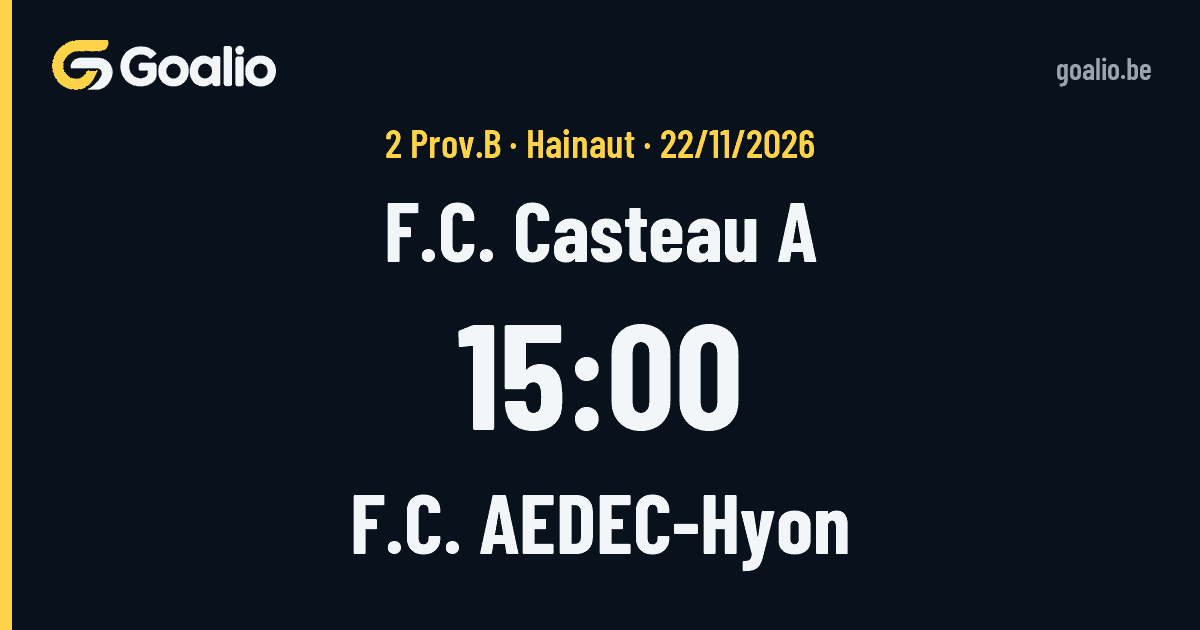 Goalio
goalio.be
2 Prov.B · Hainaut · 22/11/2026
F.C. Casteau A
15:00
F.C. AEDEC-Hyon